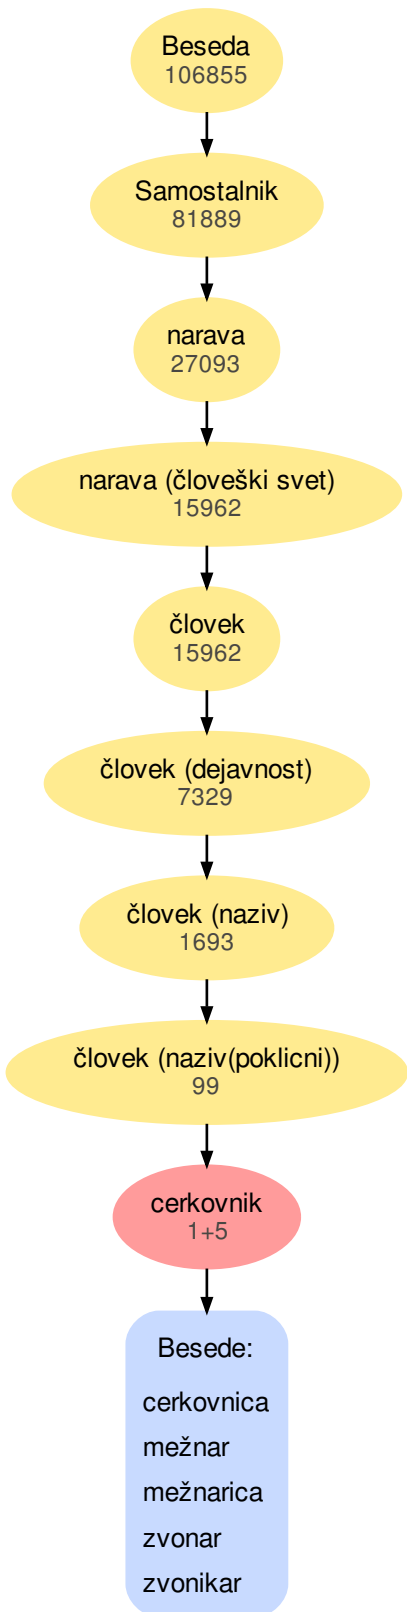 Beseda
106855
Samostalnik
81889
narava
27093
narava (človeški svet)
15962
človek
15962
človek (dejavnost)
7329
človek (naziv)
1693
človek (naziv(poklicni))
99
cerkovnik
1+5
Besede:
cerkovnica
mežnar
mežnarica
zvonar
zvonikar